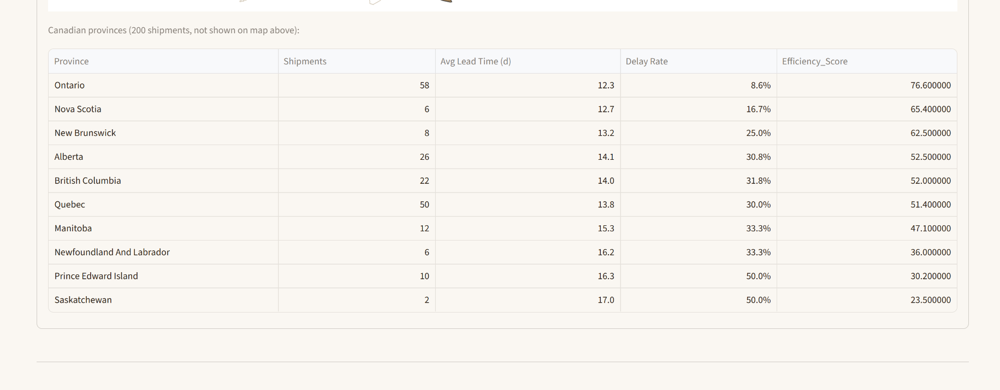 Canadian provinces (200 shipments, not shown on map above):
Province Shipments Avg Lead Time (d) Delay Rate Efficiency_Score
Ontario 58 12.3 8.6% 76.600000
Nova Scotia 6 12.7 16.7% 65.400000
New Brunswick 8 13.2 25.0% 62.500000
Alberta 26 14.1 30.8% 52.500000
British Columbia 22 14.0 31.8% 52.000000
Quebec 50 13.8 30.0% 51.400000
Manitoba 12 15.3 33.3% 47.100000
Newfoundland And Labrador 6 16.2 33.3% 36.000000
Prince Edward Island 10 16.3 50.0% 30.200000
Saskatchewan 2 17.0 50.0% 23.500000